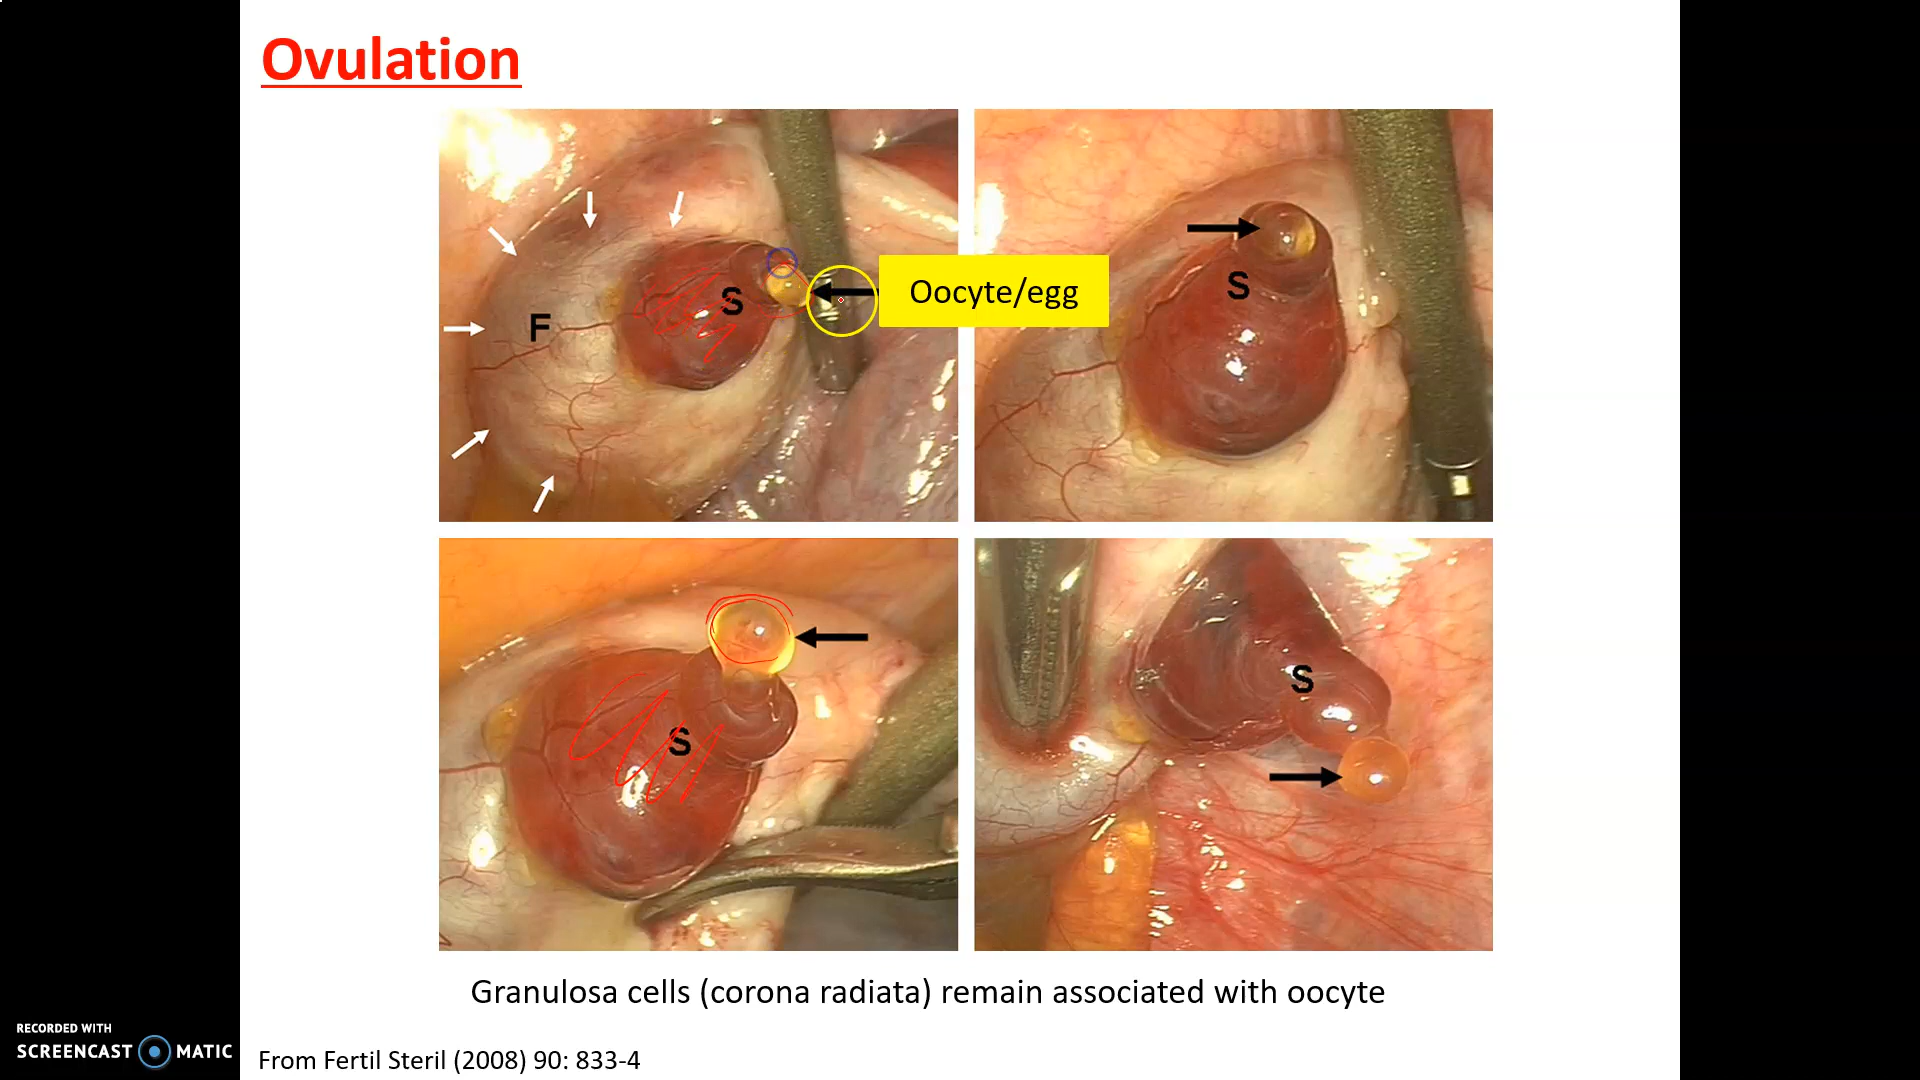 Ovulation
F
S
Oocyte/egg
S
S
S
Granulosa cells (corona radiata) remain associated with oocyte
RECORDED WITH
SCREENCAST MATIC
From Fertil Steril (2008) 90: 833-4